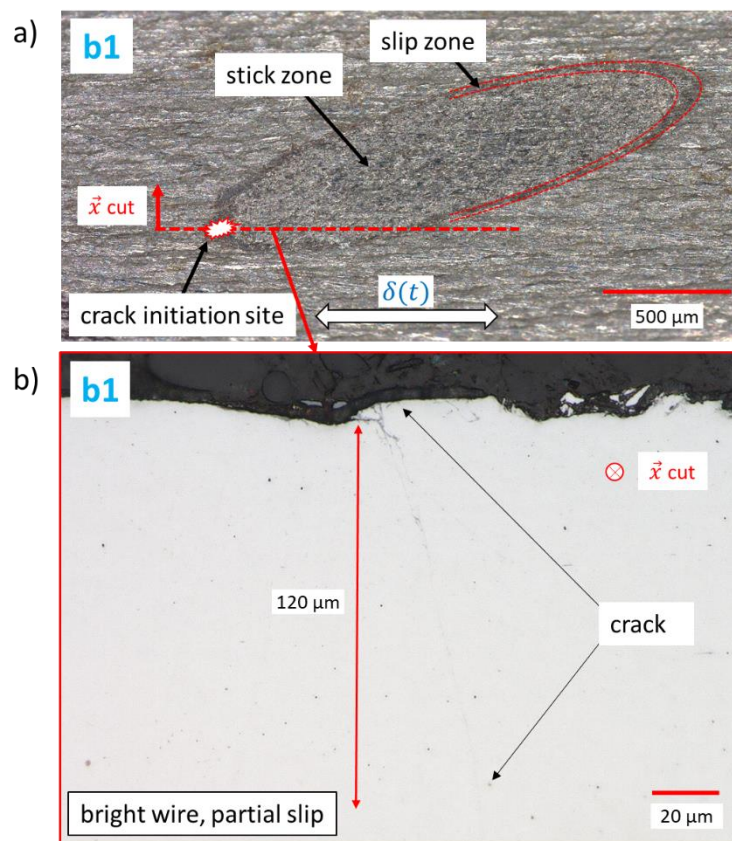 a)
b1
slip zone
stick zone
x⃗ cut
crack initiation site
δ(t)
500 μm
b)
b1
x⃗ cut
120 μm
crack
bright wire, partial slip
20 μm